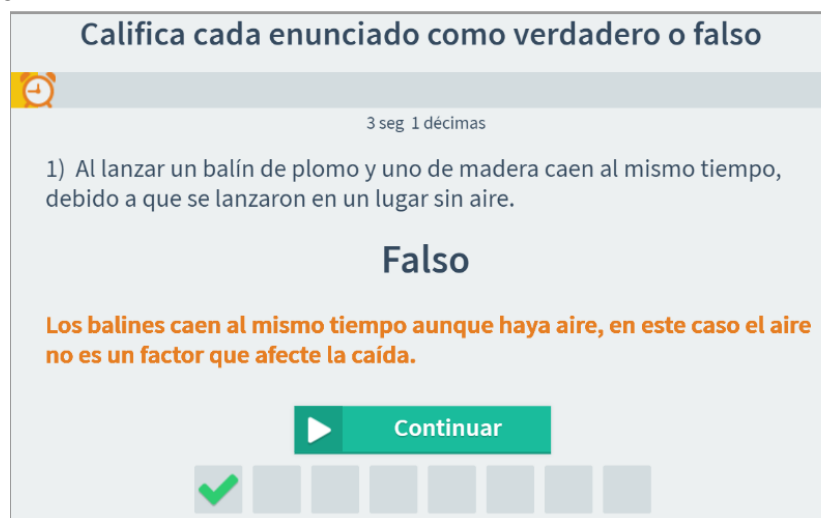 Califica cada enunciado como verdadero o falso
3 seg 1 décimas
1) Al lanzar un balín de plomo y uno de madera caen al mismo tiempo,
debido a que se lanzaron en un lugar sin aire.
Falso
Los balines caen al mismo tiempo aunque haya aire, en este caso el aire
no es un factor que afecte la caída.
Continuar